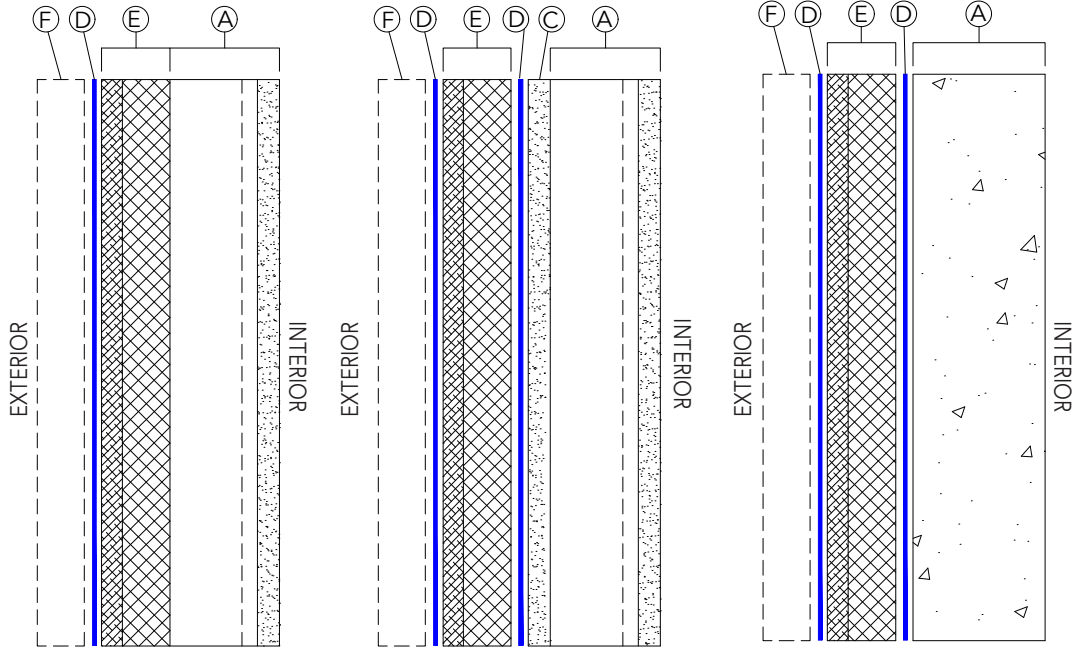 F D E A
F D E D C A
F D E D A
EXTERIOR
INTERIOR
EXTERIOR
INTERIOR
EXTERIOR
INTERIOR